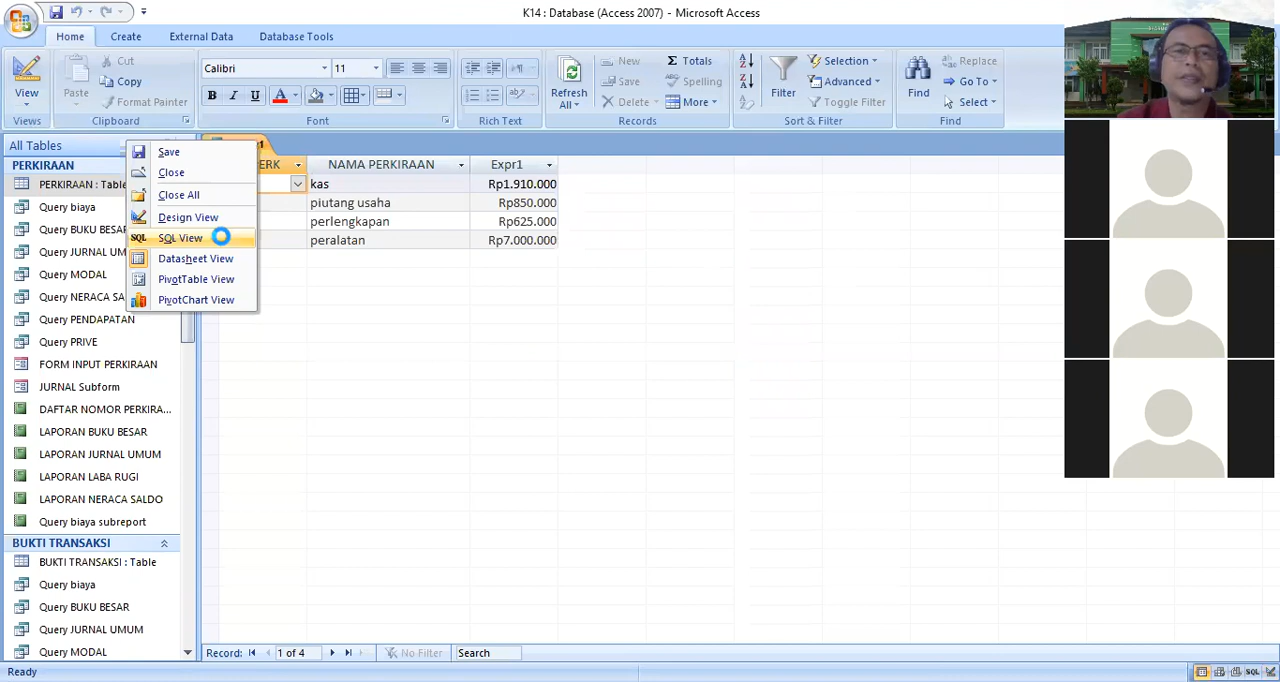 K14 : Database (Access 2007) - Microsoft Access
Home Create External Data Database Tools
View
Views
Paste
Cut
Copy
Format Painter
Clipboard
Calibri 11
B I U A
Font
Rich Text
Refresh All
New
Save
Delete
Totals
Spelling
More
Records
Filter
Selection
Advanced
Toggle Filter
Sort & Filter
Find
Replace
Go To
Select
Find
All Tables
PERKIRAAN
PERKIRAAN : Table
Query biaya
Query BUKU BESAR
Query JURNAL UM
Query MODAL
Query NERACA SA
Query PENDAPATAN
Query PRIVE
FORM INPUT PERKIRAAN
JURNAL Subform
DAFTAR NOMOR PERKIRA...
LAPORAN BUKU BESAR
LAPORAN JURNAL UMUM
LAPORAN LABA RUGI
LAPORAN NERACA SALDO
Query biaya subreport
BUKTI TRANSAKSI
BUKTI TRANSAKSI : Table
Query biaya
Query BUKU BESAR
Query JURNAL UMUM
Query MODAL
Save
Close
Close All
Design View
SQL SQL View
Datasheet View
PivotTable View
PivotChart View
ERK NAMA PERKIRAAN Expr1
kas Rp1.910.000
piutang usaha Rp850.000
perlengkapan Rp625.000
peralatan Rp7.000.000
Record: 1 of 4 No Filter Search
Ready
SQL